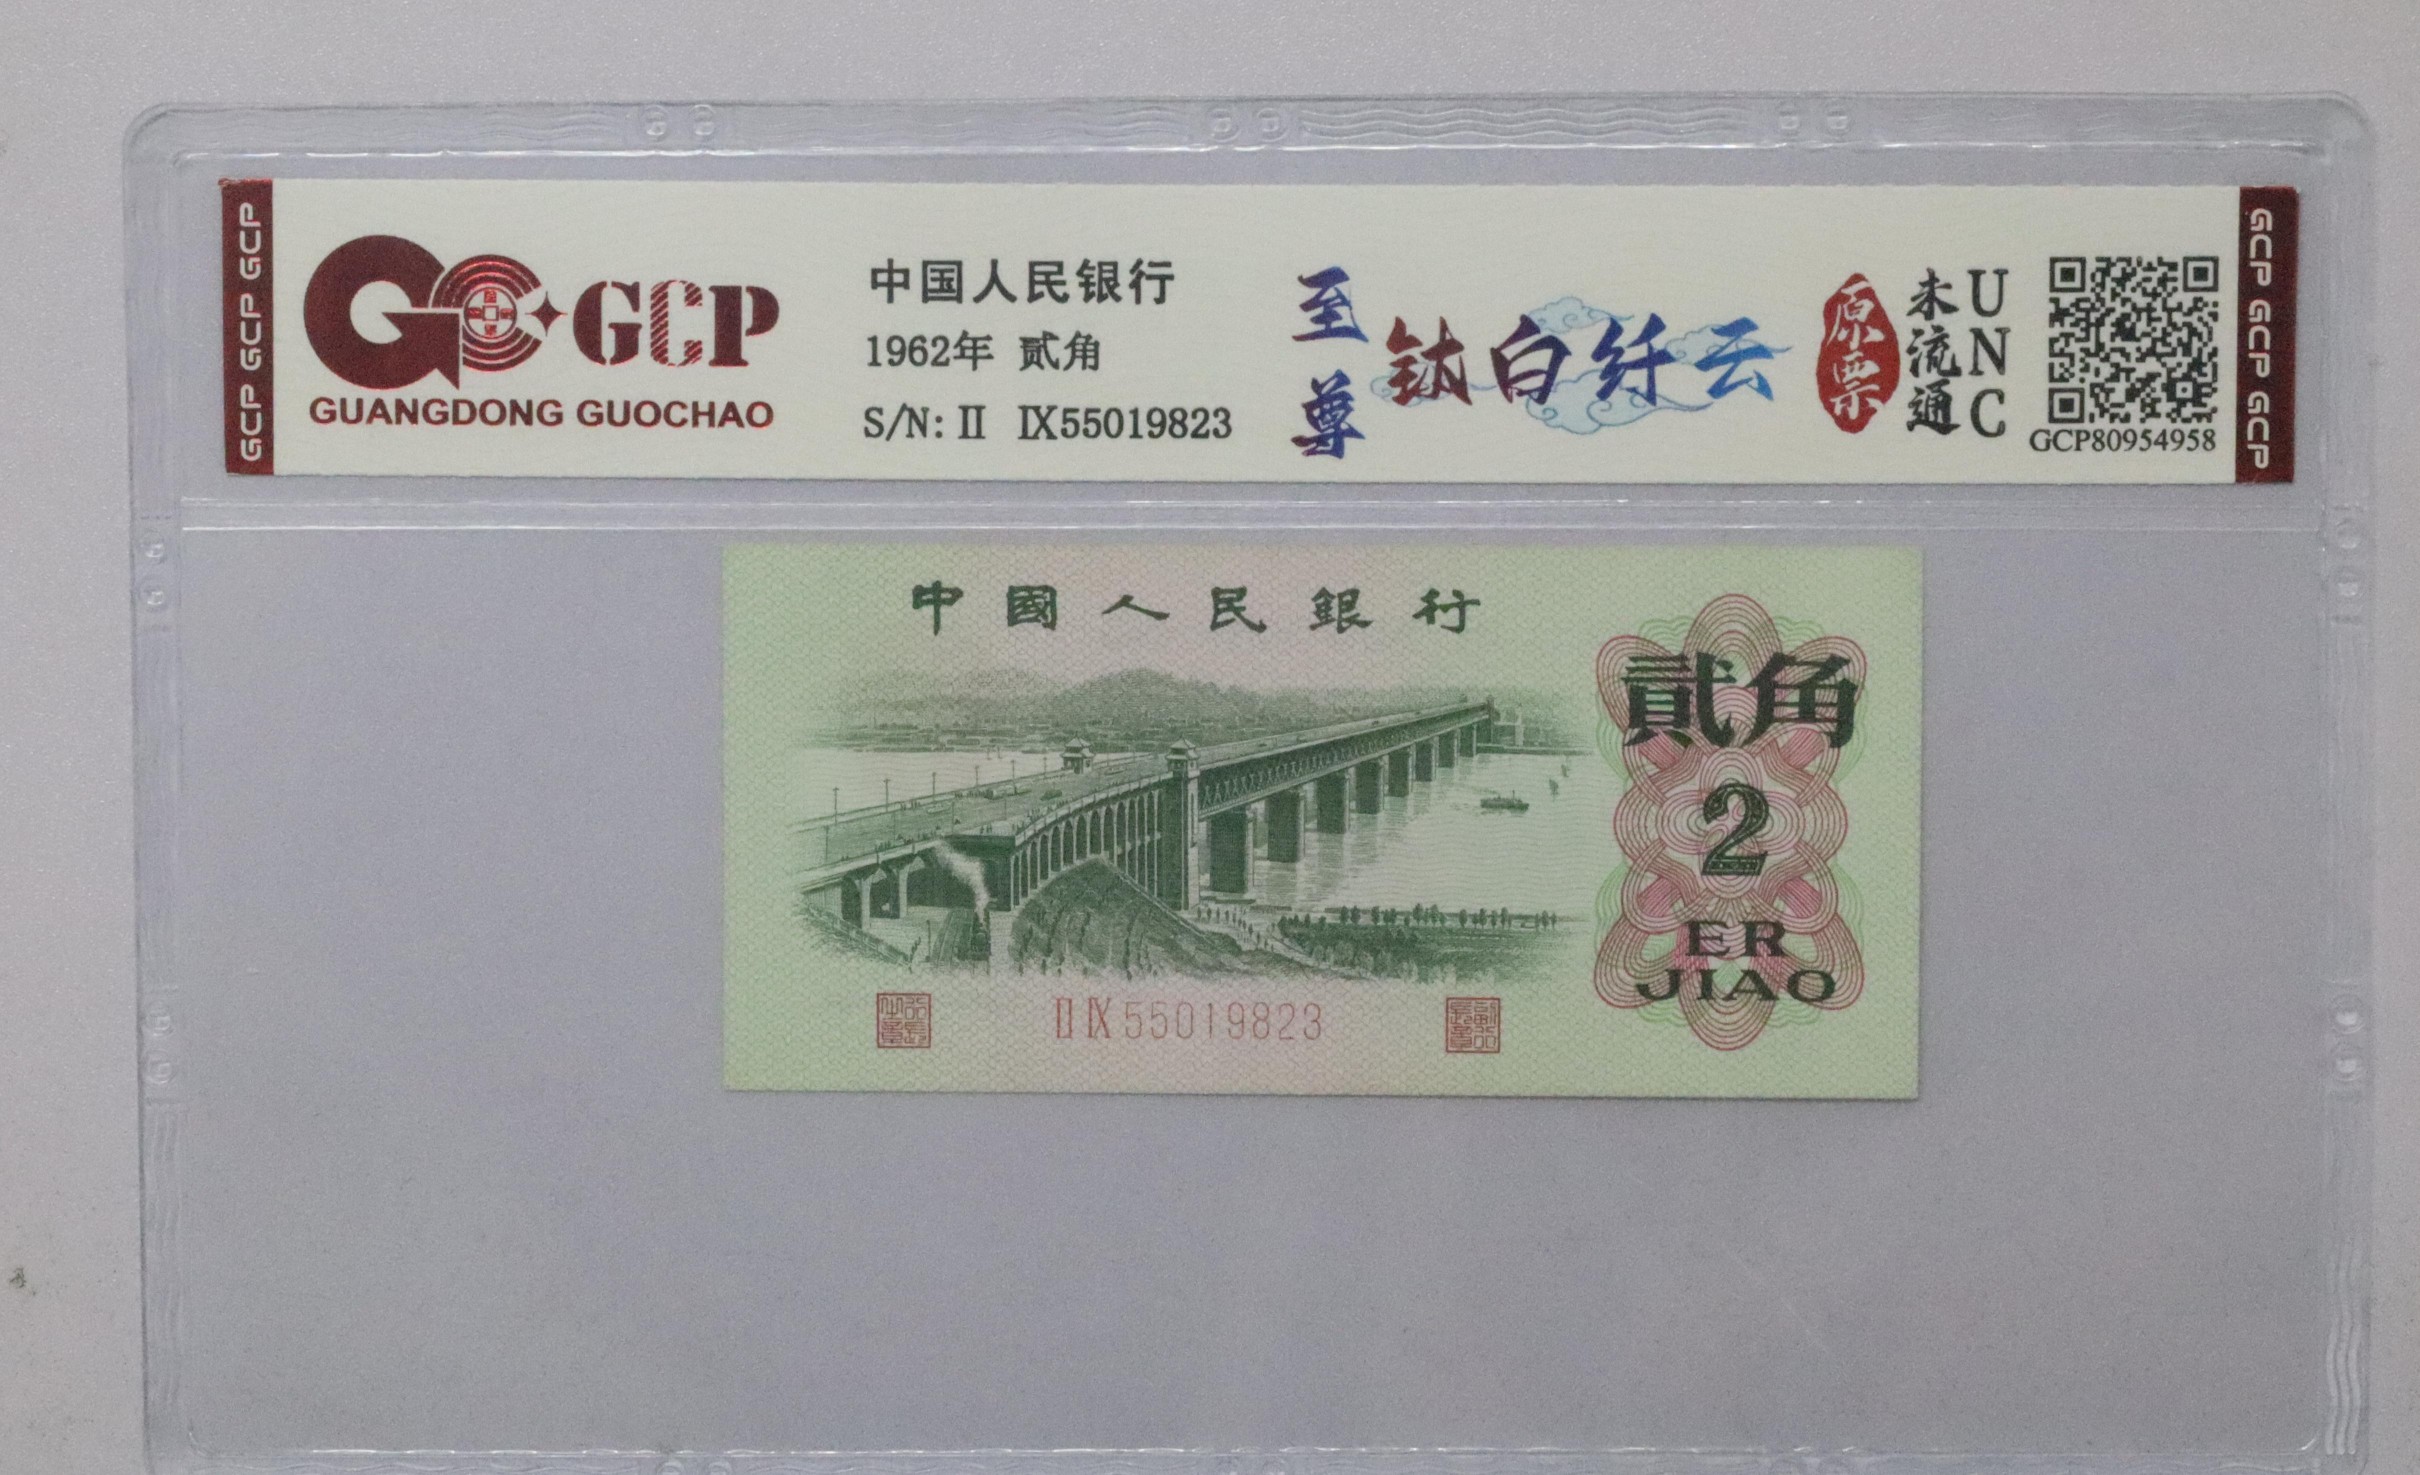 GCP GCP GCP
GCP
GUANGDONG GUOCHAO
中国人民银行
1962年 贰角
S/N: II IX55019823
至尊
钛白纤云
原票
未流通
UNC
GCP80954958
GCP GCP GCP
中國人民銀行
貳角
2
ER
JIAO
II IX 55019823